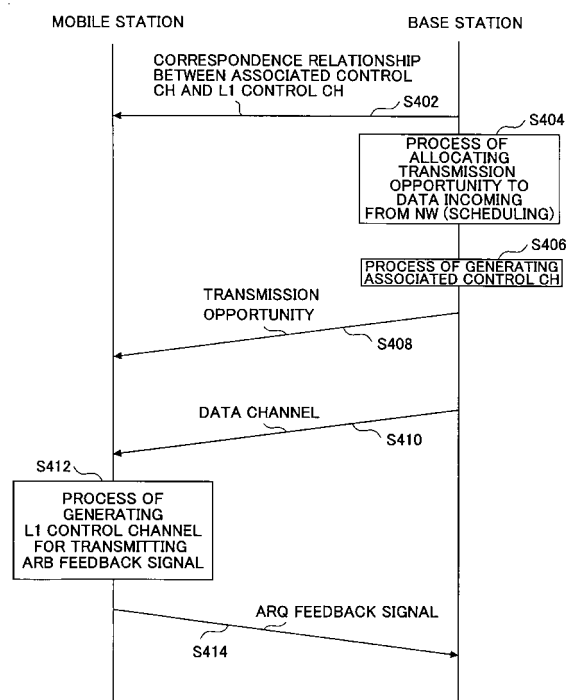 MOBILE STATION
BASE STATION
CORRESPONDENCE RELATIONSHIP
BETWEEN ASSOCIATED CONTROL
CH AND L1 CONTROL CH
S402
S404
PROCESS OF
ALLOCATING
TRANSMISSION
OPPORTUNITY TO
DATA INCOMING
FROM NW (SCHEDULING)
S406
PROCESS OF GENERATING
ASSOCIATED CONTROL CH
TRANSMISSION
OPPORTUNITY
S408
DATA CHANNEL
S410
S412
PROCESS OF
GENERATING
L1 CONTROL CHANNEL
FOR TRANSMITTING
ARB FEEDBACK SIGNAL
ARQ FEEDBACK SIGNAL
S414